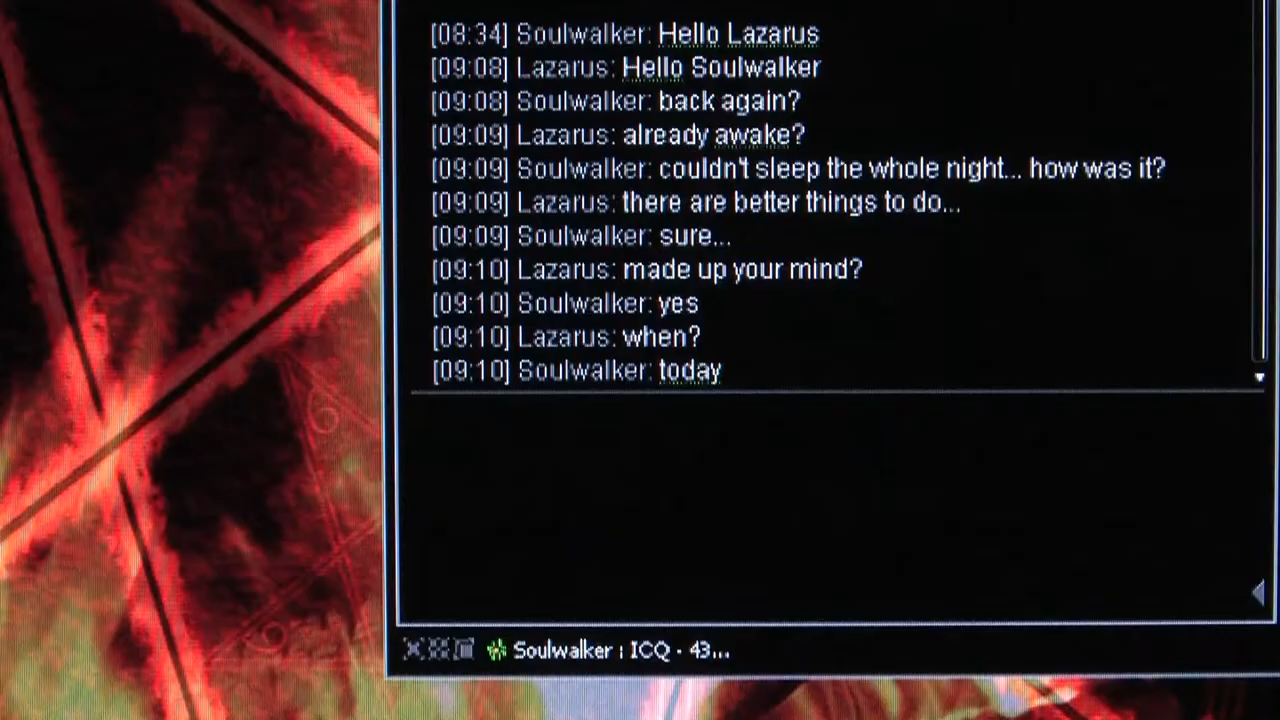 [08:34] Soulwalker: Hello Lazarus
[09:08] Lazarus: Hello Soulwalker
[09:08] Soulwalker: back again?
[09:09] Lazarus: already awake?
[09:09] Soulwalker: couldn't sleep the whole night... how was it?
[09:09] Lazarus: there are better things to do...
[09:09] Soulwalker: sure...
[09:10] Lazarus: made up your mind?
[09:10] Soulwalker: yes
[09:10] Lazarus: when?
[09:10] Soulwalker: today
Soulwalker : ICQ - 43...